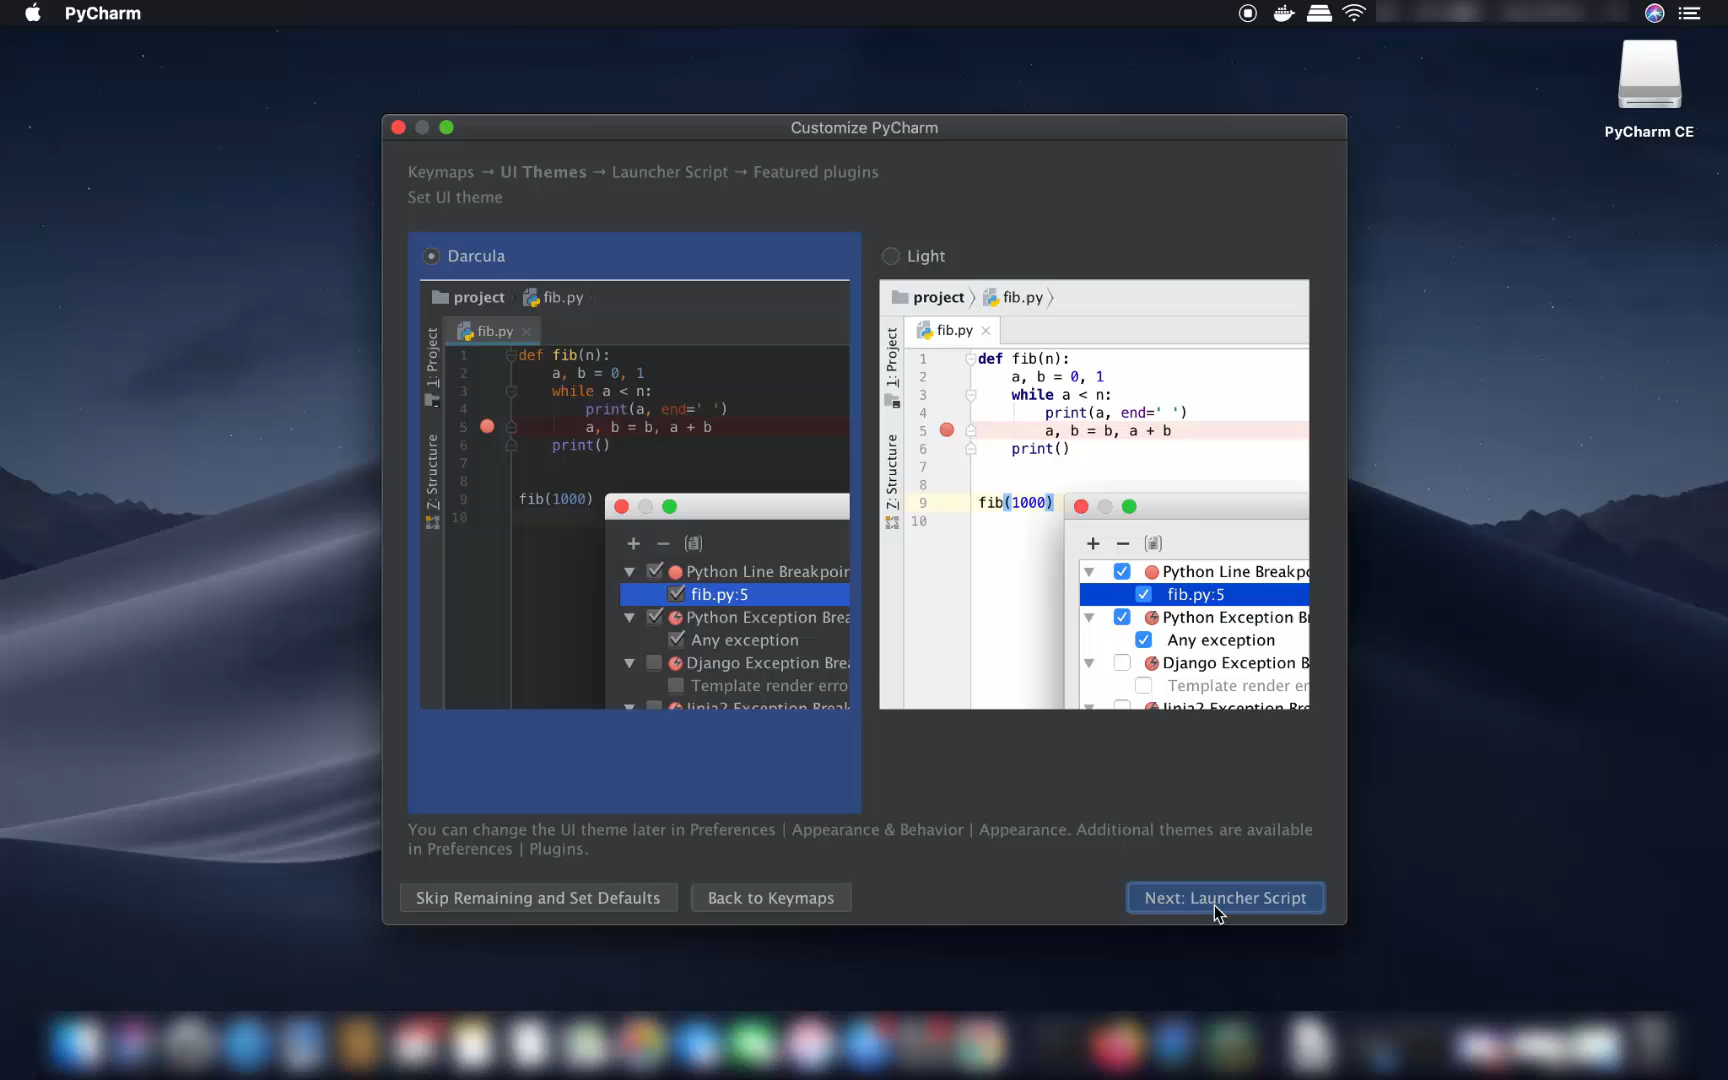 PyCharm
PyCharm CE
Customize PyCharm
Keymaps → UI Themes → Launcher Script → Featured plugins
Set UI theme
Darcula
project fib.py
fib.py
1: Project
Z: Structure
1 def fib(n):
2 a, b = 0, 1
3 while a < n:
4 print(a, end=' ')
5 a, b = b, a + b
6 print()
7
8
9 fib(1000)
10
Python Line Breakpoin
fib.py:5
Python Exception Brea
Any exception
Django Exception Brea
Template render erro
Jinja2 Exception Break
Light
project fib.py
fib.py
1: Project
Z: Structure
1 def fib(n):
2 a, b = 0, 1
3 while a < n:
4 print(a, end=' ')
5 a, b = b, a + b
6 print()
7
8
9 fib(1000)
10
Python Line Breakpo
fib.py:5
Python Exception B
Any exception
Django Exception B
Template render er
Jinja2 Exception B
You can change the UI theme later in Preferences | Appearance & Behavior | Appearance. Additional themes are available
in Preferences | Plugins.
Skip Remaining and Set Defaults
Back to Keymaps
Next: Launcher Script